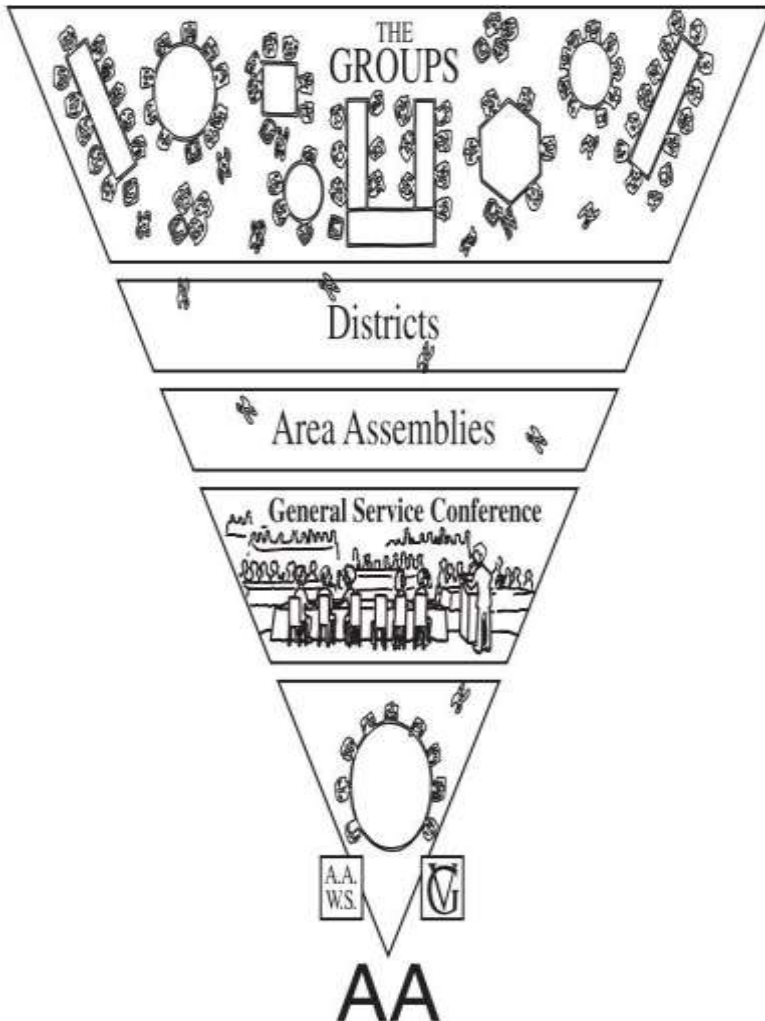 THE
GROUPS
Districts
Area Assemblies
General Service Conference
A.A.
W.S.
GV
AA